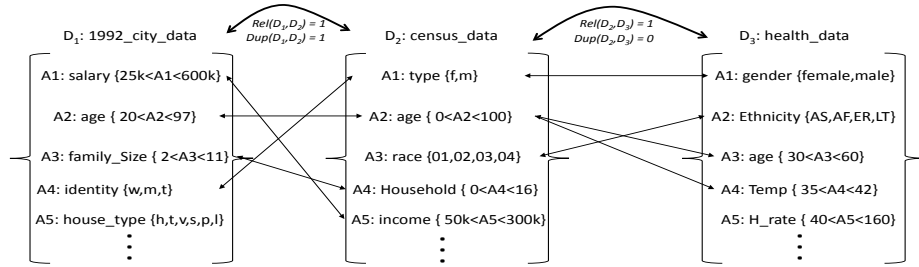 Rel(D1,D2) = 1
Dup(D1,D2) = 1
Rel(D2,D3) = 1
Dup(D2,D3) = 0
D1: 1992_city_data
D2: census_data
D3: health_data
A1: salary {25k<A1<600k}
A2: age { 20<A2<97}
A3: family_Size { 2<A3<11}
A4: identity {w,m,t}
A5: house_type {h,t,v,s,p,l}
A1: type {f,m}
A2: age { 0<A2<100}
A3: race {01,02,03,04}
A4: Household { 0<A4<16}
A5: income { 50k<A5<300k}
A1: gender {female,male}
A2: Ethnicity {AS,AF,ER,LT}
A3: age { 30<A3<60}
A4: Temp { 35<A4<42}
A5: H_rate { 40<A5<160}